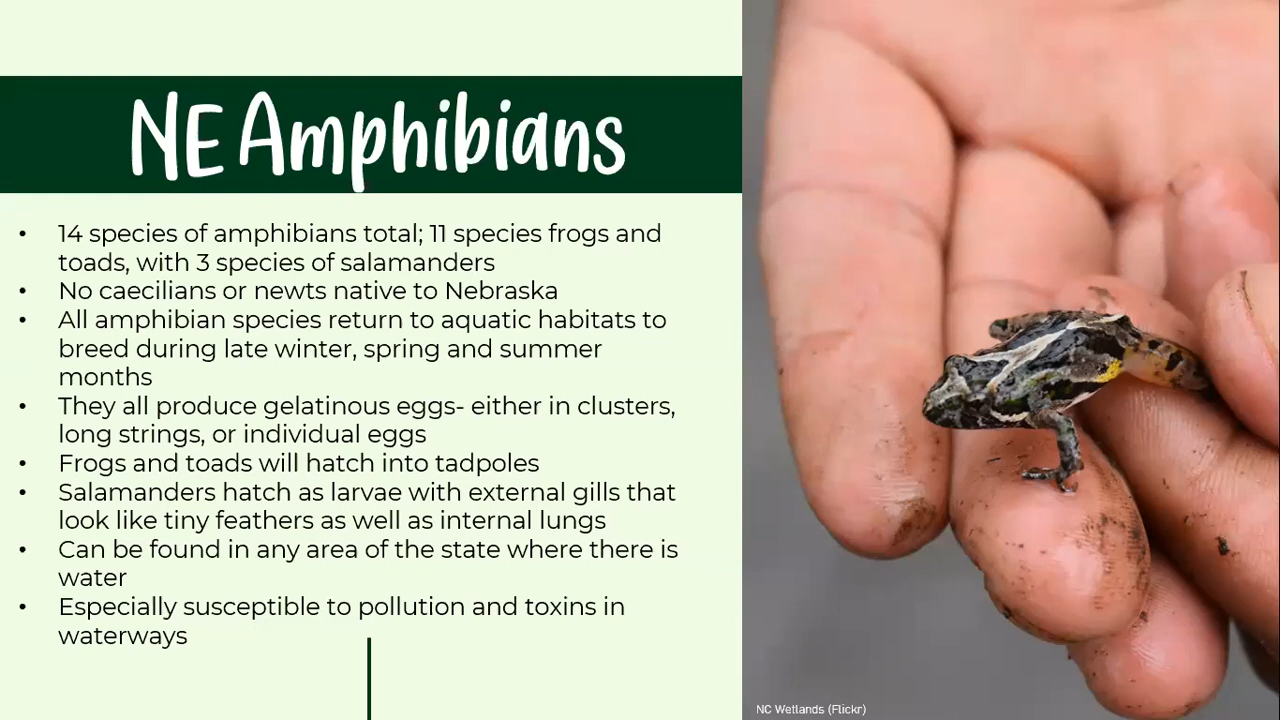 NE Amphibians
• 14 species of amphibians total; 11 species frogs and
toads, with 3 species of salamanders
• No caecilians or newts native to Nebraska
• All amphibian species return to aquatic habitats to
breed during late winter, spring and summer
months
• They all produce gelatinous eggs- either in clusters,
long strings, or individual eggs
• Frogs and toads will hatch into tadpoles
• Salamanders hatch as larvae with external gills that
look like tiny feathers as well as internal lungs
• Can be found in any area of the state where there is
water
• Especially susceptible to pollution and toxins in
waterways
NC Wetlands (Flickr)